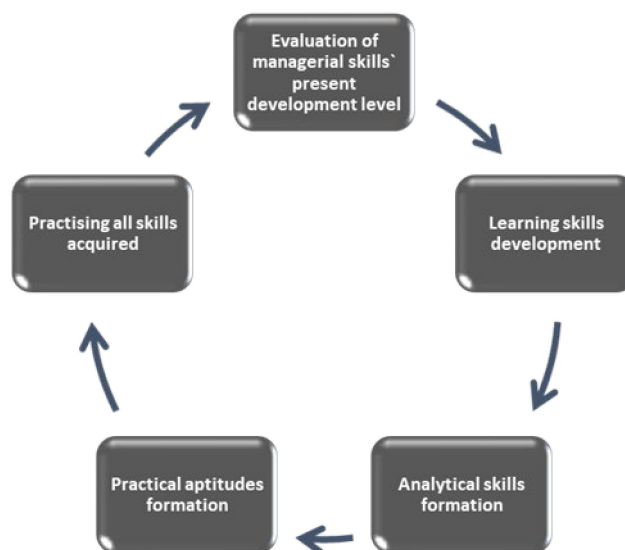 Evaluation of
managerial skills`
present
development level
Learning skills
development
Analytical skills
formation
Practical aptitudes
formation
Practising all skills
acquired